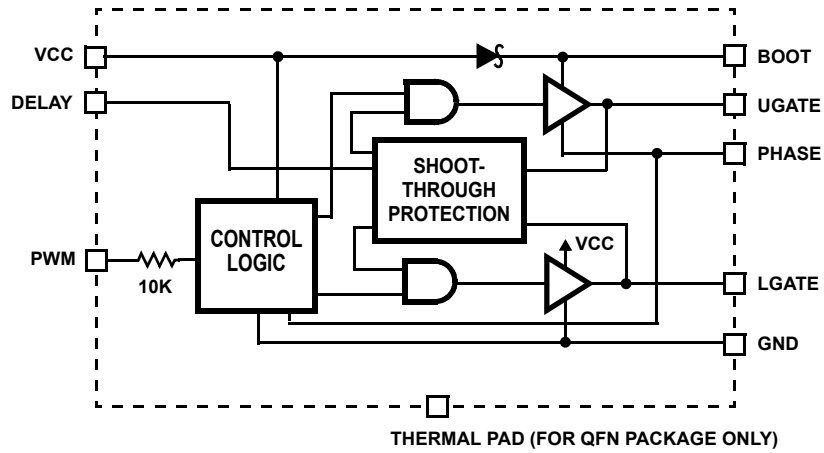 VCC
BOOT
DELAY
UGATE
PHASE
SHOOT-
THROUGH
PROTECTION
CONTROL
LOGIC
VCC
PWM
10K
LGATE
GND
THERMAL PAD (FOR QFN PACKAGE ONLY)